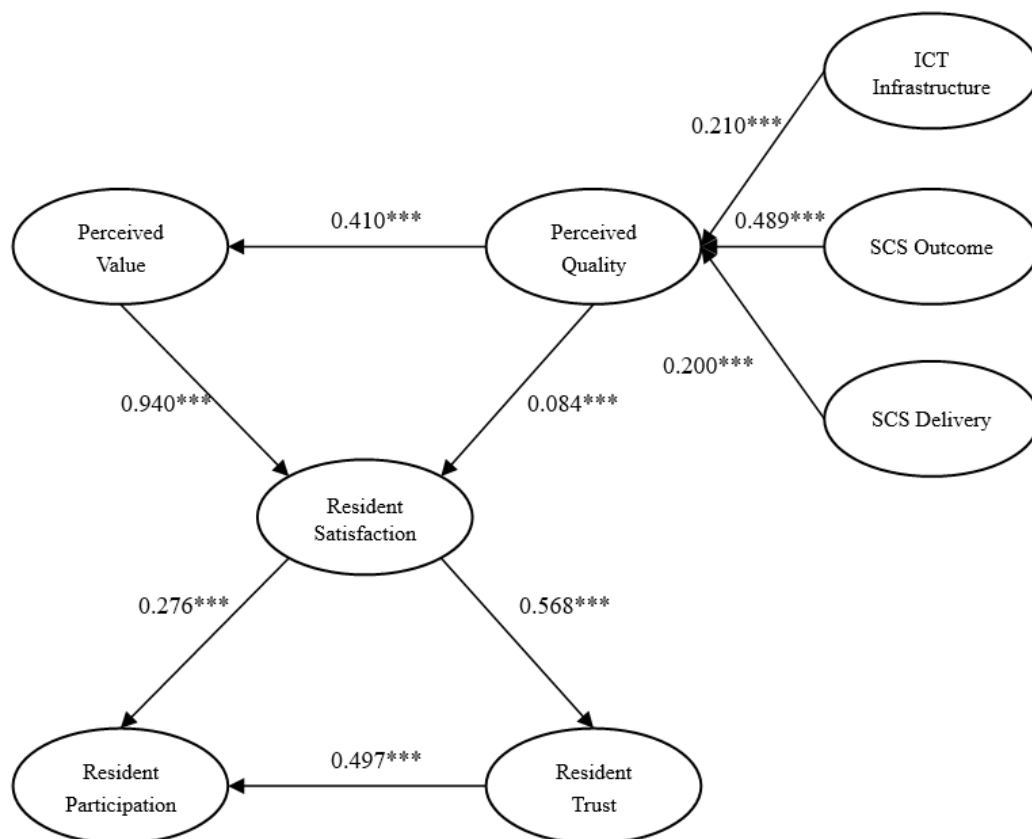 ICT
Infrastructure
0.210***
Perceived
Value
0.410***
Perceived
Quality
0.489***
SCS Outcome
0.940***
0.084***
0.200***
SCS Delivery
Resident
Satisfaction
0.276***
0.568***
Resident
Participation
0.497***
Resident
Trust